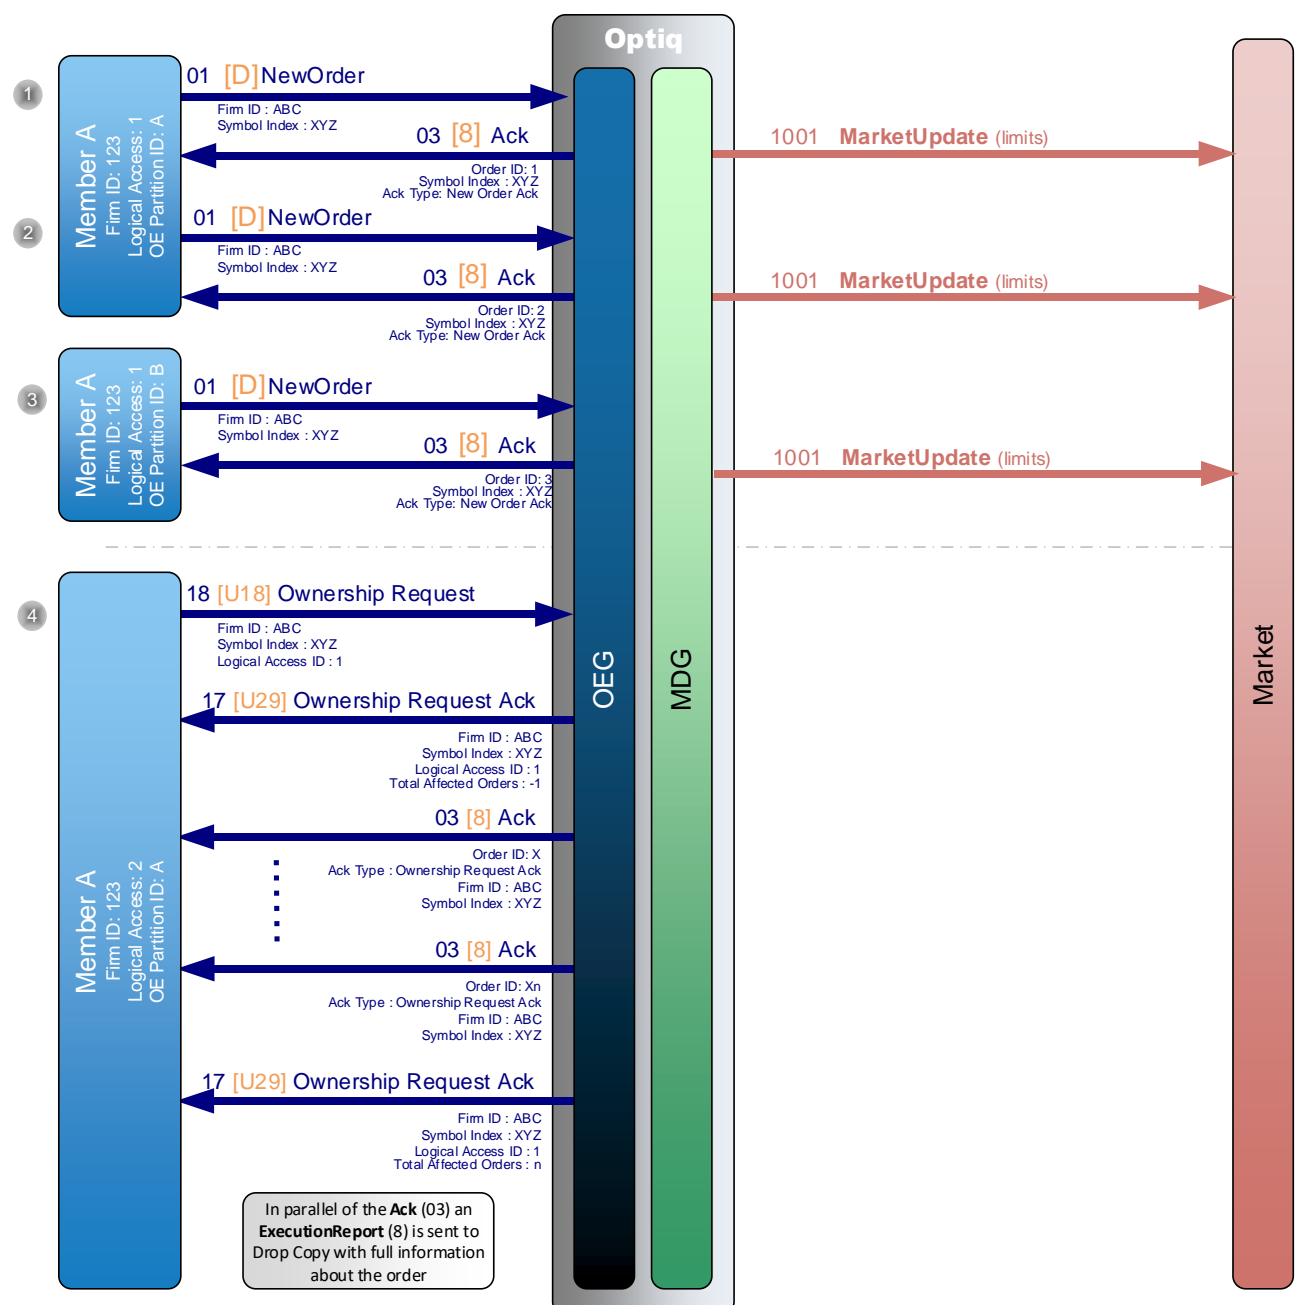 Optiq
1
Member A
Firm ID: 123
Logical Access: 1
OE Partition ID: A
01 [D]NewOrder
Firm ID : ABC
Symbol Index : XYZ
03 [8] Ack
Order ID: 1
Symbol Index : XYZ
Ack Type: New Order Ack
1001 MarketUpdate (limits)
2
01 [D]NewOrder
Firm ID : ABC
Symbol Index : XYZ
03 [8] Ack
Order ID: 2
Symbol Index : XYZ
Ack Type: New Order Ack
1001 MarketUpdate (limits)
3
Member A
Firm ID: 123
Logical Access: 1
OE Partition ID: B
01 [D]NewOrder
Firm ID : ABC
Symbol Index : XYZ
03 [8] Ack
Order ID: 3
Symbol Index : XYZ
Ack Type: New Order Ack
1001 MarketUpdate (limits)
4
Member A
Firm ID: 123
Logical Access: 2
OE Partition ID: A
18 [U18] Ownership Request
Firm ID : ABC
Symbol Index : XYZ
Logical Access ID : 1
OEG
MDG
Market
17 [U29] Ownership Request Ack
Firm ID : ABC
Symbol Index : XYZ
Logical Access ID : 1
Total Affected Orders : -1
03 [8] Ack
Order ID: X
Ack Type : Ownership Request Ack
Firm ID : ABC
Symbol Index : XYZ
03 [8] Ack
Order ID: Xn
Ack Type : Ownership Request Ack
Firm ID : ABC
Symbol Index : XYZ
17 [U29] Ownership Request Ack
Firm ID : ABC
Symbol Index : XYZ
Logical Access ID : 1
Total Affected Orders : n
In parallel of the Ack (03) an
ExecutionReport (8) is sent to
Drop Copy with full information
about the order